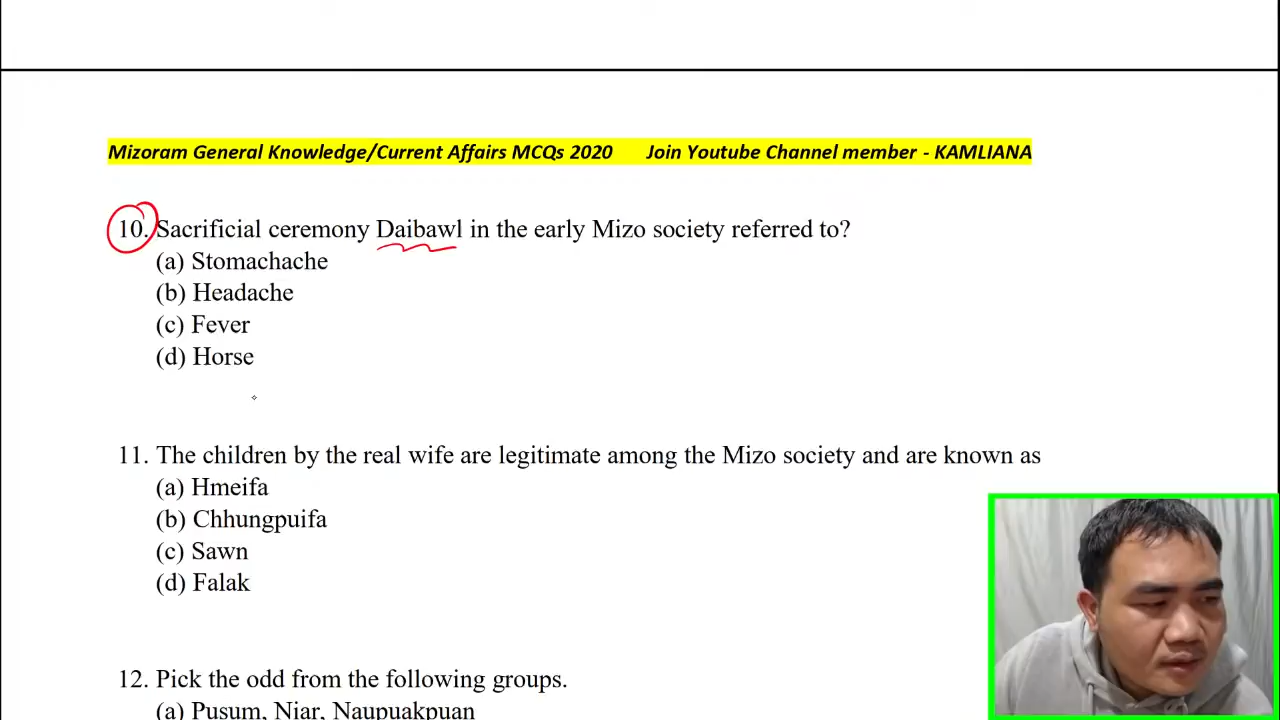 Mizoram General Knowledge/Current Affairs MCQs 2020 Join Youtube Channel member - KAMLIANA
10. Sacrificial ceremony Daibawl in the early Mizo society referred to?
(a) Stomachache
(b) Headache
(c) Fever
(d) Horse
11. The children by the real wife are legitimate among the Mizo society and are known as
(a) Hmeifa
(b) Chhungpuifa
(c) Sawn
(d) Falak
12. Pick the odd from the following groups.
(a) Pusum, Niar, Naupuakpuan